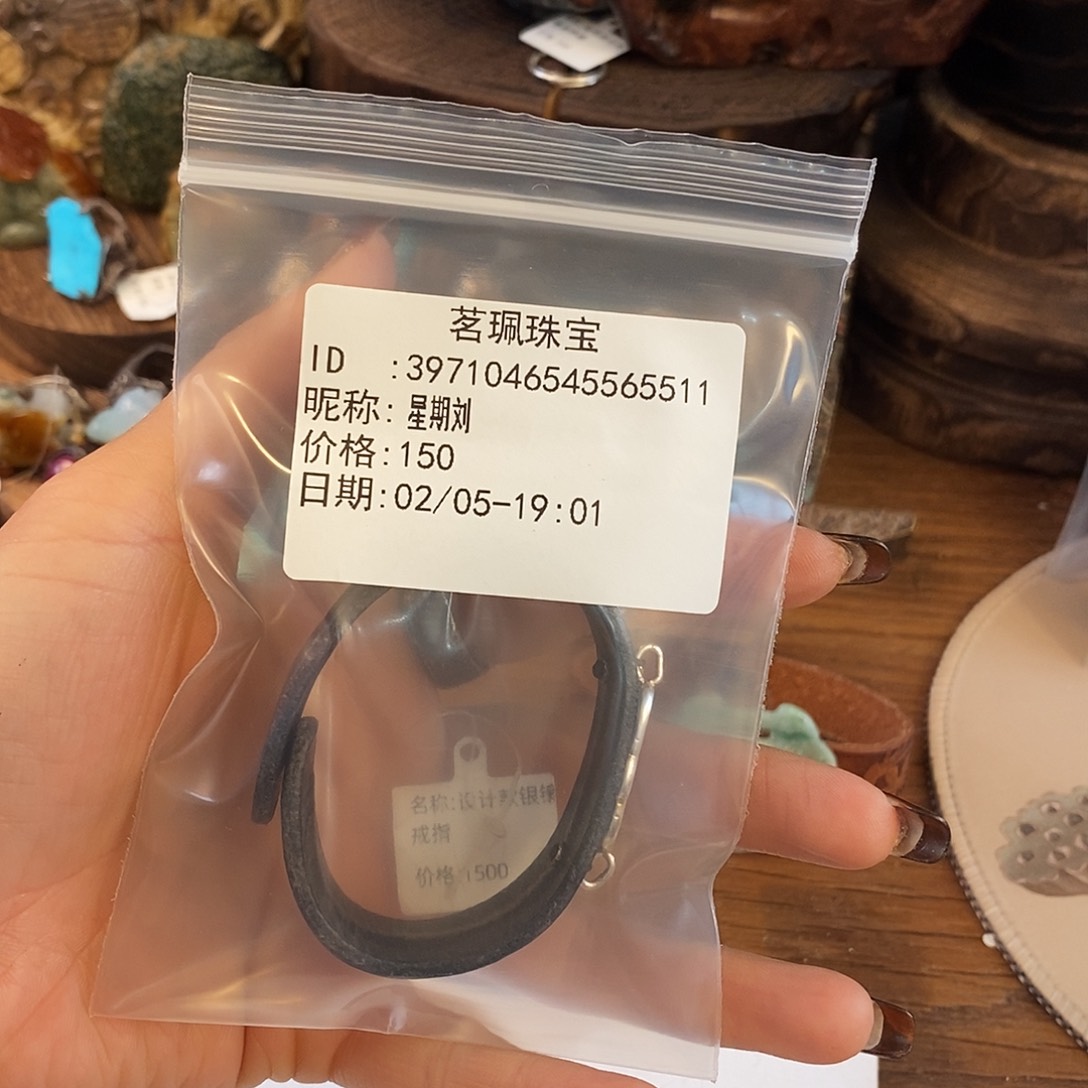 茗珮珠宝
ID :3971046545565511
昵称: 星期刘
价格:150
日期:02/05-19:01
名称:设计款银镶
戒指
价格:1500